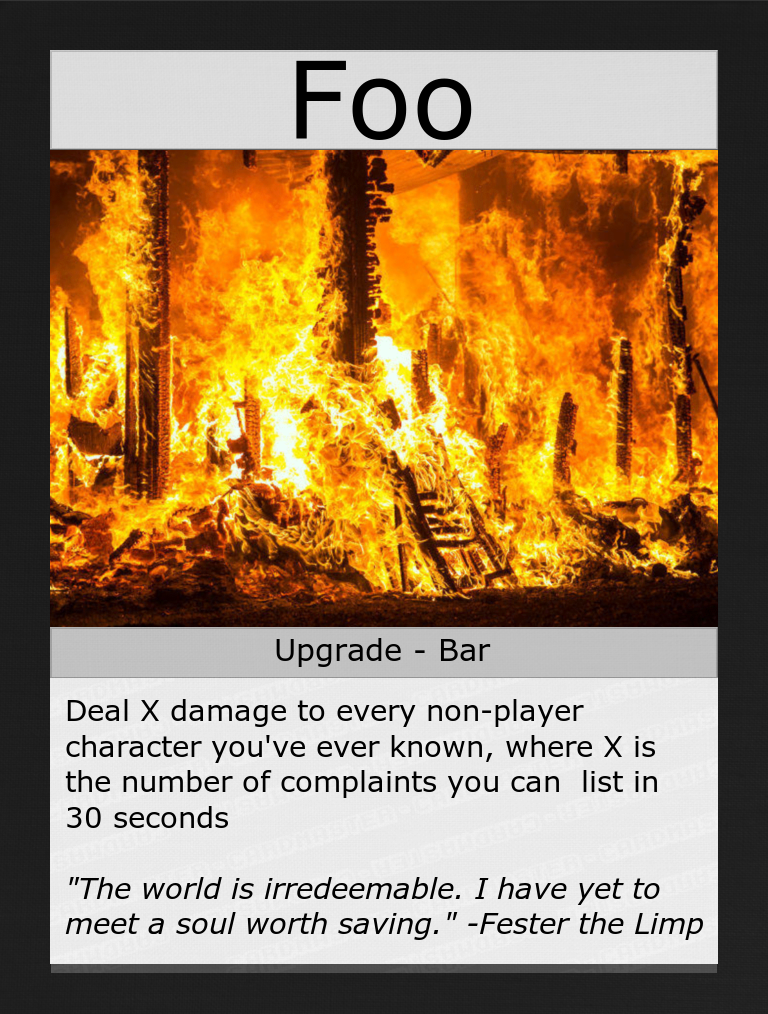 Foo
Upgrade - Bar
Deal X damage to every non-player
character you've ever known, where X is
the number of complaints you can  list in
30 seconds
"The world is irredeemable. I have yet to
meet a soul worth saving." -Fester the Limp